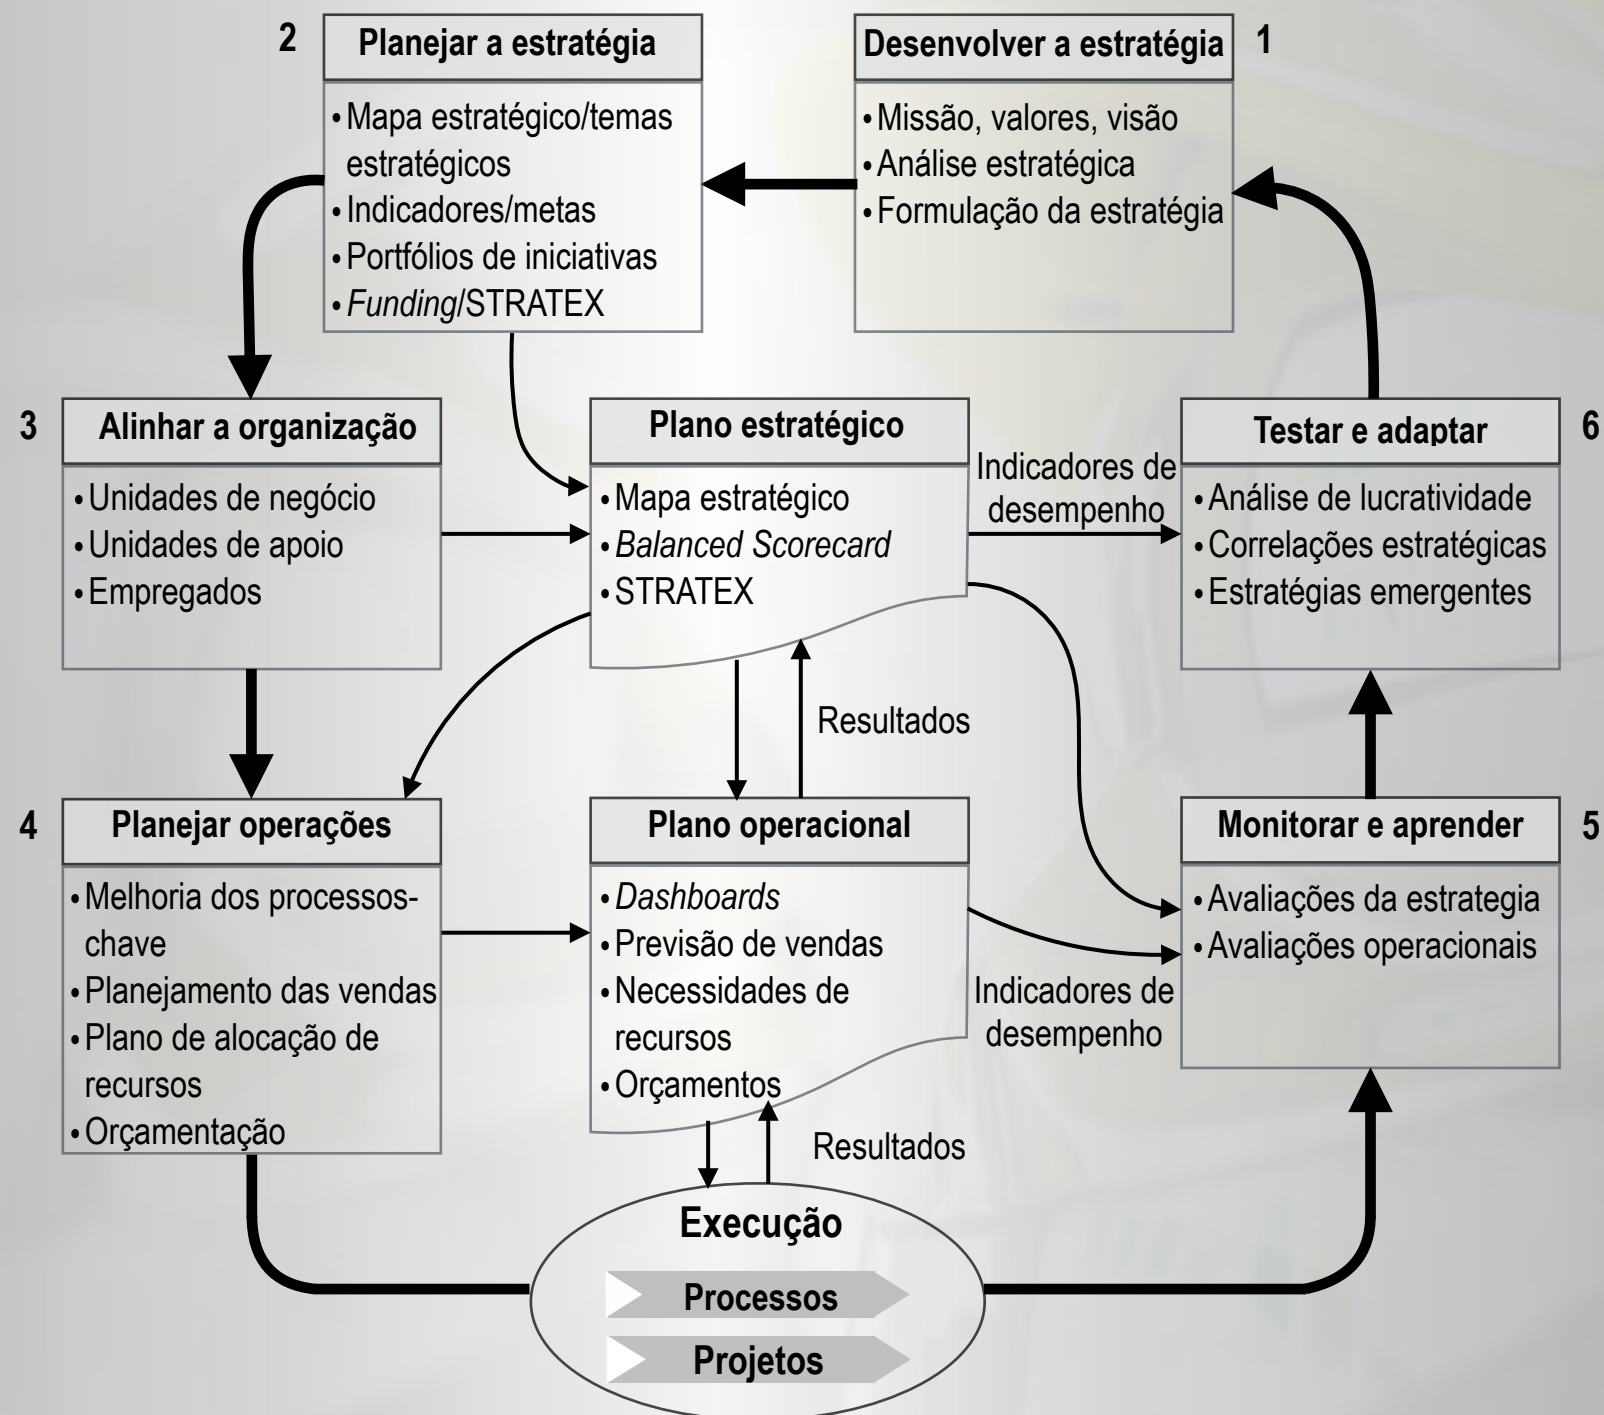 2
Planejar a estratégia
• Mapa estratégico/temas
estratégicos
• Indicadores/metas
• Portfólios de iniciativas
• Funding/STRATEX
Desenvolver a estratégia
1
• Missão, valores, visão
• Análise estratégica
• Formulação da estratégia
3
Alinhar a organização
• Unidades de negócio
• Unidades de apoio
• Empregados
Plano estratégico
• Mapa estratégico
• Balanced Scorecard
• STRATEX
Indicadores de
desempenho
Testar e adaptar
6
• Análise de lucratividade
• Correlações estratégicas
• Estratégias emergentes
Resultados
4
Planejar operações
• Melhoria dos processos-
chave
• Planejamento das vendas
• Plano de alocação de
recursos
• Orçamentação
Plano operacional
• Dashboards
• Previsão de vendas
• Necessidades de
recursos
• Orçamentos
Indicadores de
desempenho
Monitorar e aprender
5
• Avaliações da estrategia
• Avaliações operacionais
Resultados
Execução
Processos
Projetos